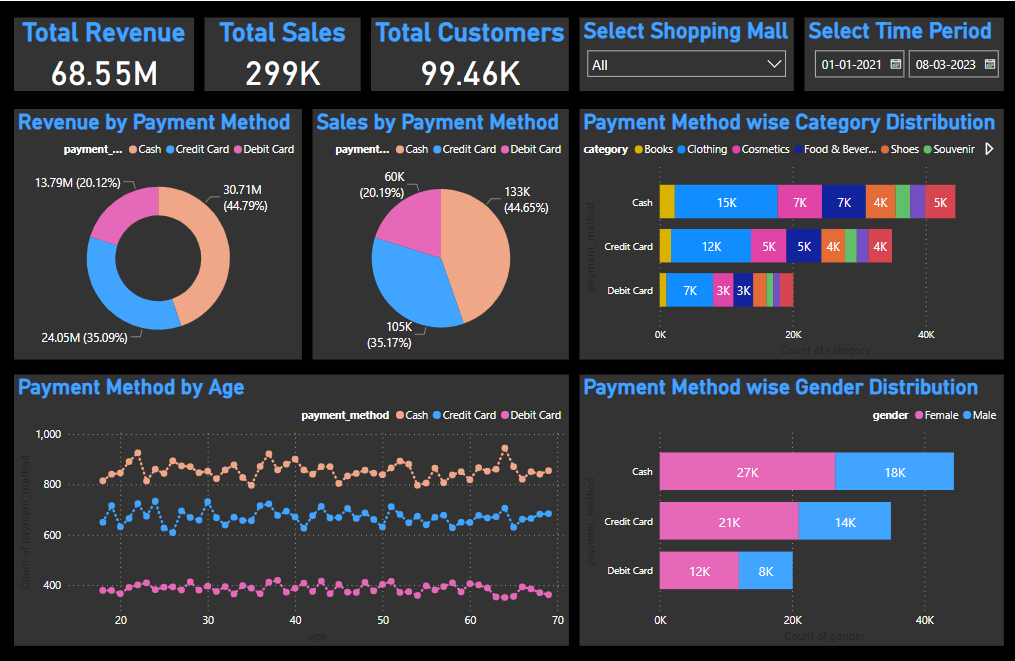 Total Revenue
68.55M
Total Sales
299K
Total Customers
99.46K
Select Shopping Mall
All
Select Time Period
01-01-2021
08-03-2023
Revenue by Payment Method
payment_... Cash Credit Card Debit Card
13.79M (20.12%)
30.71M
(44.79%)
24.05M (35.09%)
Sales by Payment Method
payment... Cash Credit Card Debit Card
60K
(20.19%)
133K
(44.65%)
105K
(35.17%)
Payment Method wise Category Distribution
category Books Clothing Cosmetics Food & Bever... Shoes Souvenir
payment_method
Cash 15K 7K 7K 4K 5K
Credit Card 12K 5K 5K 4K 4K
Debit Card 7K 3K 3K
0K 20K 40K
Count of category
Payment Method by Age
payment_method Cash Credit Card Debit Card
Count of payment_method
1,000
800
600
400
20 30 40 50 60 70
age
Payment Method wise Gender Distribution
gender Female Male
payment_method
Cash 27K 18K
Credit Card 21K 14K
Debit Card 12K 8K
0K 20K 40K
Count of gender